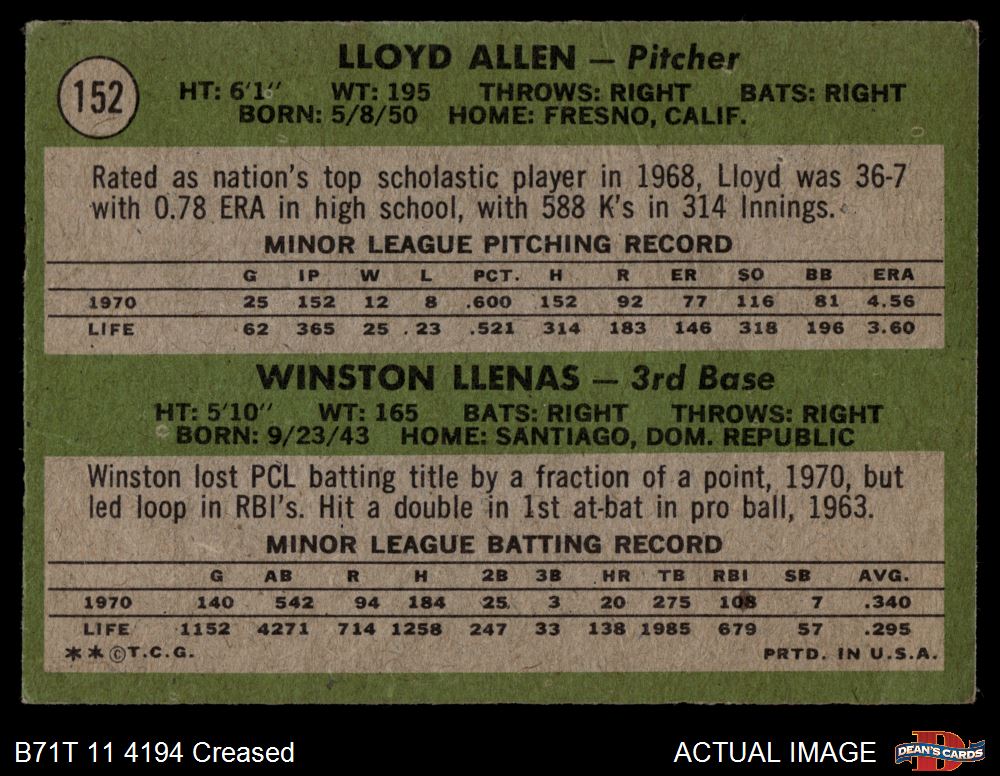 152
LLOYD ALLEN — Pitcher
HT: 6'1" WT: 195 THROWS: RIGHT BATS: RIGHT
BORN: 5/8/50 HOME: FRESNO, CALIF.
Rated as nation's top scholastic player in 1968, Lloyd was 36-7
with 0.78 ERA in high school, with 588 K's in 314 Innings.
MINOR LEAGUE PITCHING RECORD
G IP W L PCT. H R ER SO BB ERA
1970 25 152 12 8 .600 152 92 77 116 81 4.56
LIFE 62 365 25 23 .521 314 183 146 318 196 3.60
WINSTON LLENAS — 3rd Base
HT: 5'10" WT: 165 BATS: RIGHT THROWS: RIGHT
BORN: 9/23/43 HOME: SANTIAGO, DOM. REPUBLIC
Winston lost PCL batting title by a fraction of a point, 1970, but
led loop in RBI's. Hit a double in 1st at-bat in pro ball, 1963.
MINOR LEAGUE BATTING RECORD
G AB R H 2B 3B HR TB RBI SB AVG.
1970 140 542 94 184 25 3 20 275 108 7 .340
LIFE 1152 4271 714 1258 247 33 138 1985 679 57 .295
* * ©T.C.G. PRTD. IN U.S.A.
B71T 11 4194 Creased ACTUAL IMAGE DEAN'S CARDS